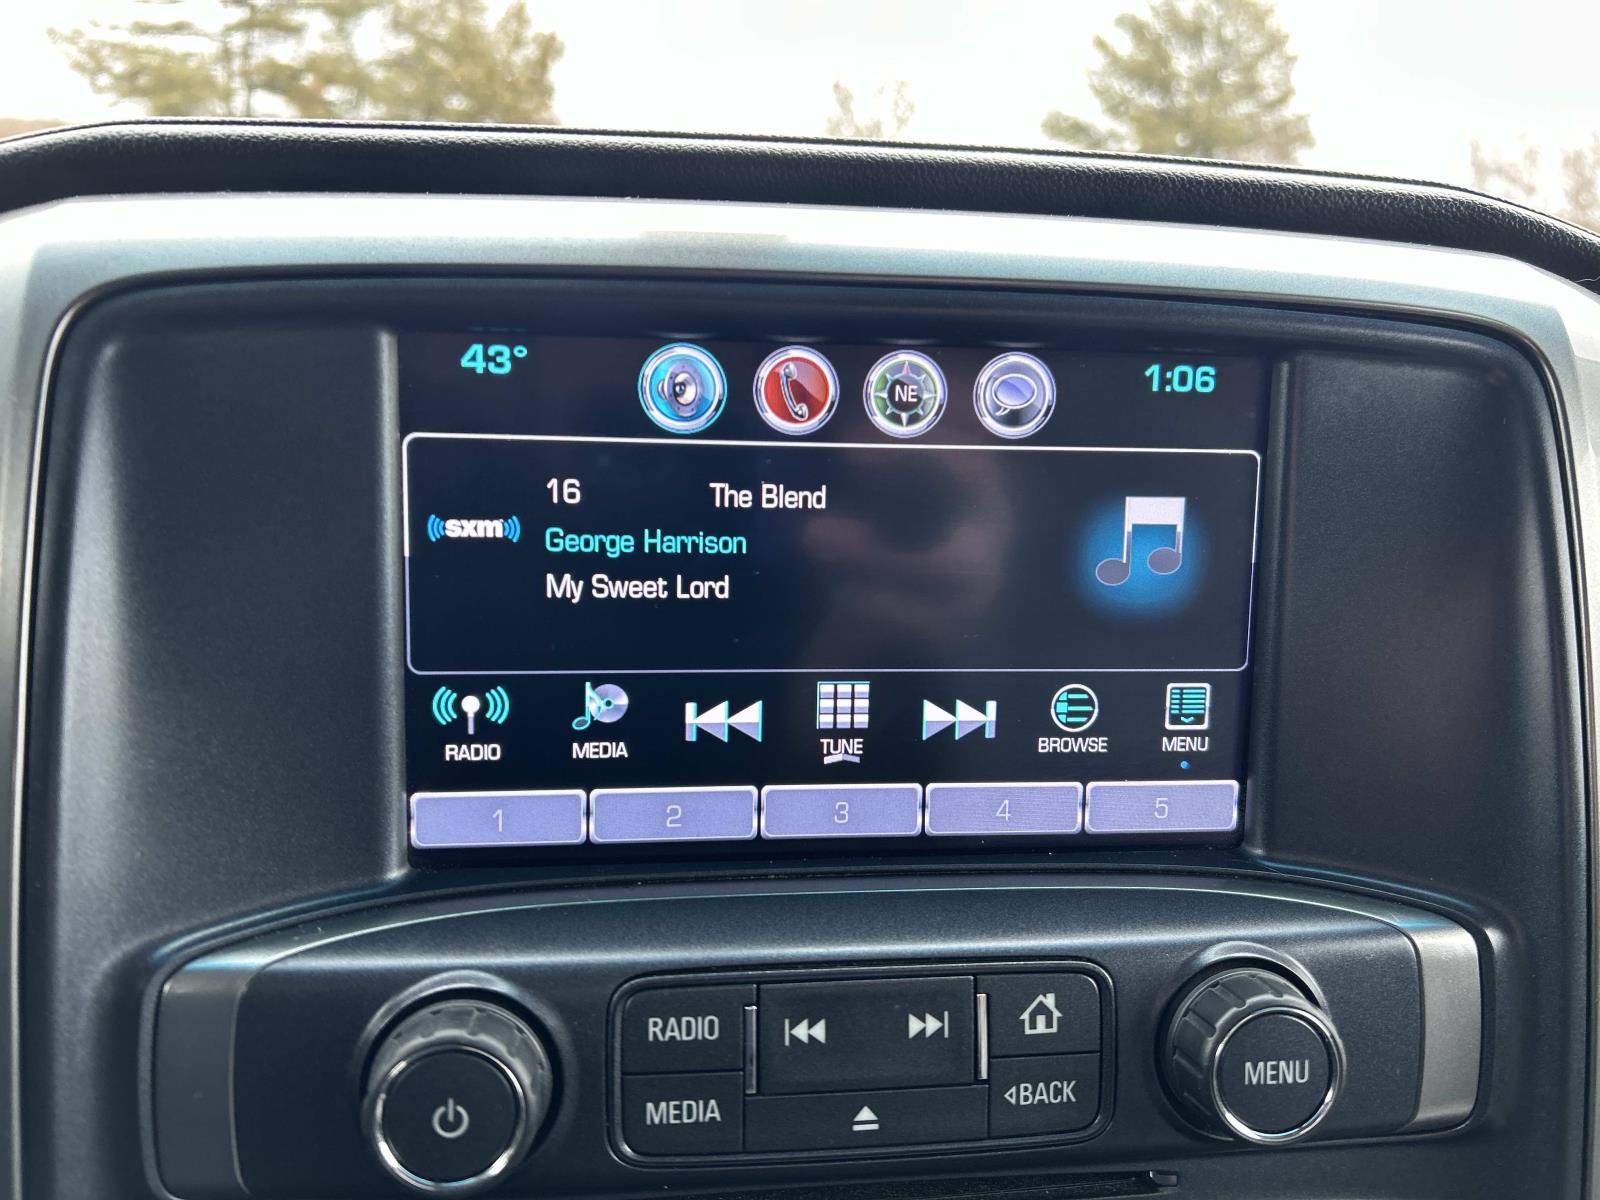 43°
NE
1:06
16 The Blend
sxm
George Harrison
My Sweet Lord
RADIO
MEDIA
TUNE
BROWSE
MENU
1 2 3 4 5
RADIO
MEDIA
BACK
MENU